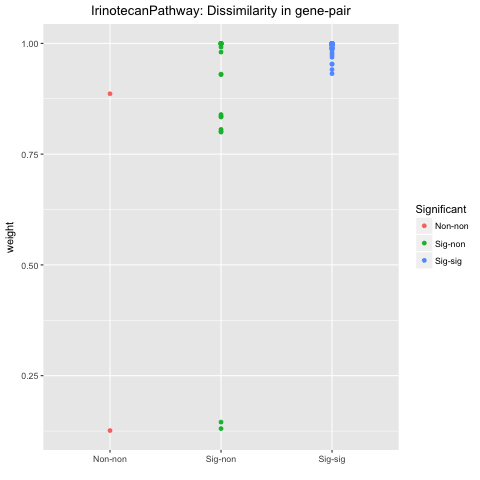 IrinotecanPathway: Dissimilarity in gene-pair
1.00
0.75
0.50
0.25
weight
Non-non
Sig-non
Sig-sig
Significant
Non-non
Sig-non
Sig-sig